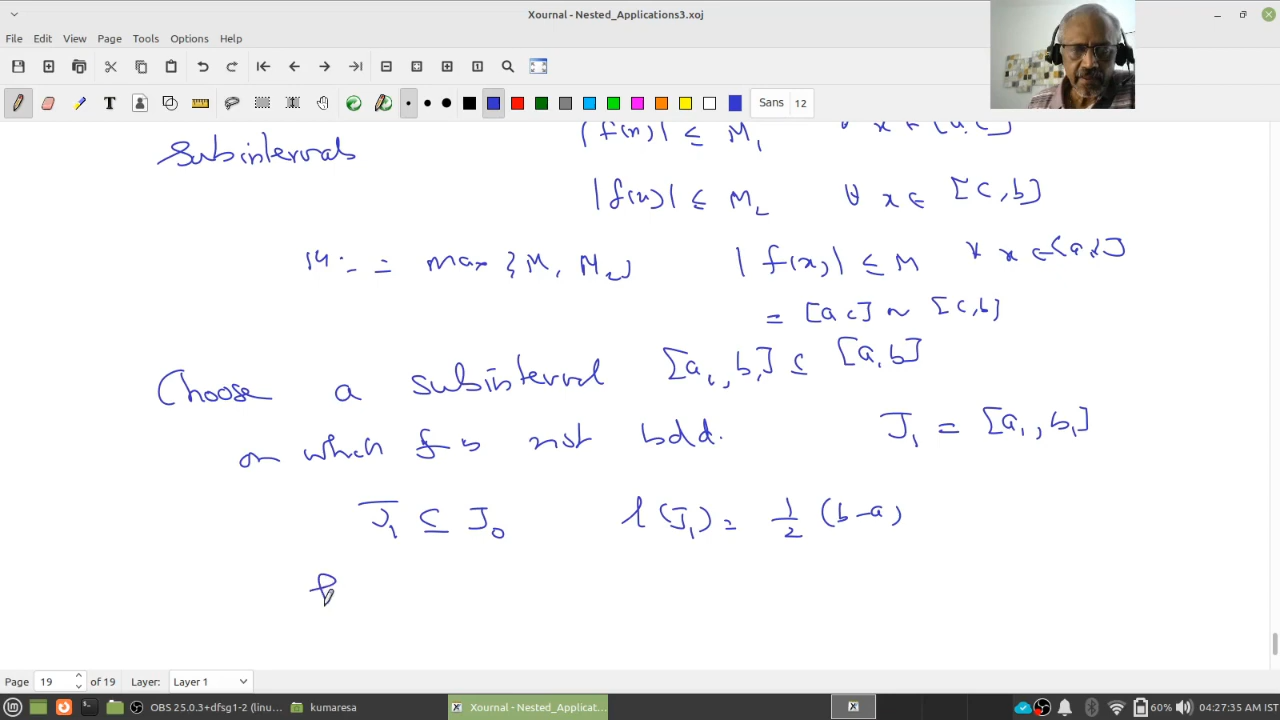 Xournal - Nested_Applications3.xoj
File Edit View Page Tools Options Help
Sans 12
|f(x)| ≤ M₁ ∀ x ∈ [a, c]
Subintervals
|f(x)| ≤ M₂ ∀ x ∈ [c, b]
M := max {M₁ M₂} |f(x)| ≤ M ∀ x ∈ [a, b]
= [a c] ∪ [c, b]
Choose a subinterval [a₁, b₁] ⊆ [a, b]
on which f is not bdd. J₁ = [a₁, b₁]
J₁ ⊆ J₀ l(J₁) = 1/2 (b-a)
f
Page 19 of 19 Layer: Layer 1
OBS 25.0.3+dfsg1-2 (linu... kumaresa Xournal - Nested_Applicat... 60% 04:27:35 AM IST